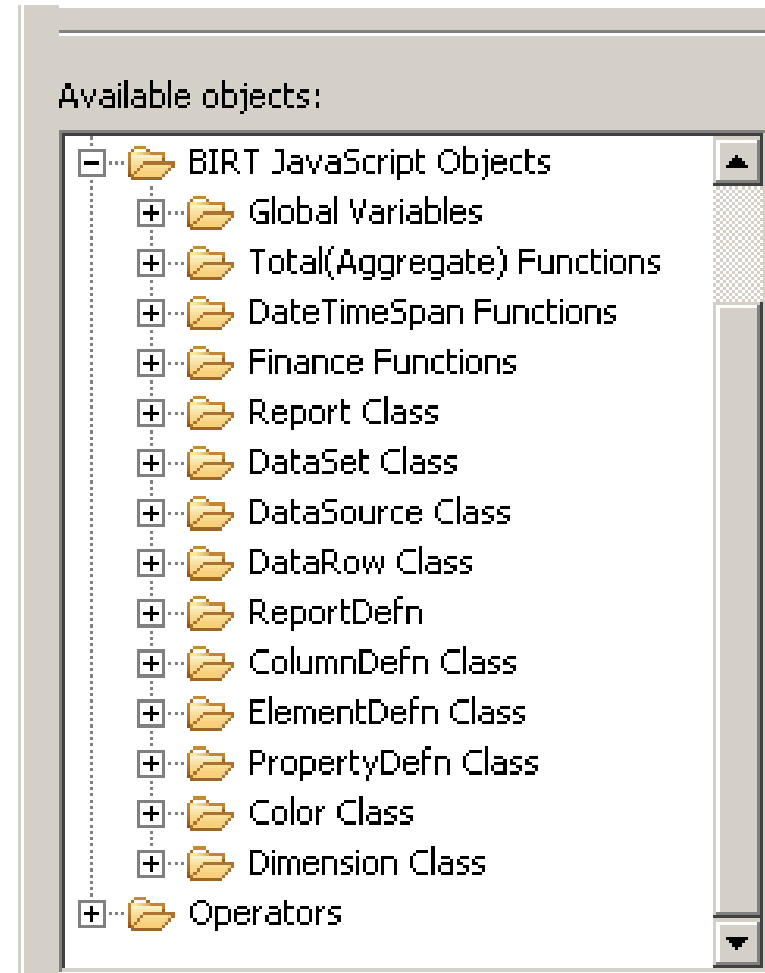 Available objects:
BIRT JavaScript Objects
Global Variables
Total(Aggregate) Functions
DateTimeSpan Functions
Finance Functions
Report Class
DataSet Class
DataSource Class
DataRow Class
ReportDefn
ColumnDefn Class
ElementDefn Class
PropertyDefn Class
Color Class
Dimension Class
Operators